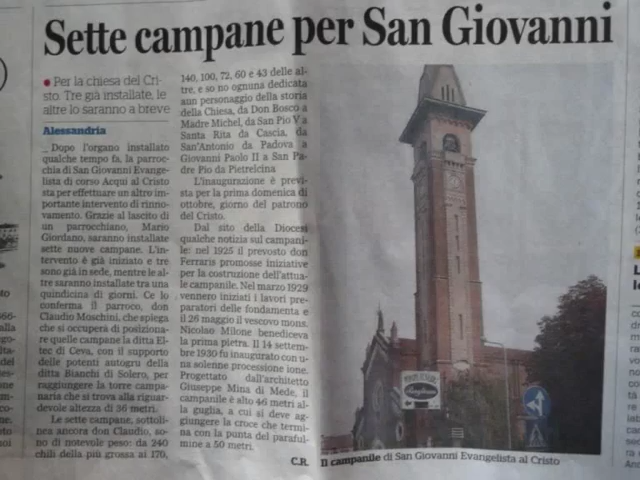 Sette campane per San Giovanni
Per la chiesa del Cri-
sto. Tre già installate, le
altre lo saranno a breve
Alessandria
Dopo l'organo installato
qualche tempo fa, la parroc-
chia di San Giovanni Evange-
lista di corso Acqui al Cristo
sta per effettuare un altro im-
portante intervento di rinno-
vamento. Grazie al lascito di
un parrocchiano, Mario
Giordano, saranno installate
sette nuove campane. L'in-
tervento è già iniziato e tre
sono già in sede, mentre le al-
tre saranno installate tra una
quindicina di giorni. Ce lo
conferma il parroco, don
Claudio Moschini, che spiega
che si occuperà di posiziona-
re quelle campane la ditta El-
tec di Ceva, con il supporto
delle potenti autogru della
ditta Bianchi di Solero, per
raggiungere la torre campa-
naria che si trova alla riguar-
devole altezza di 36 metri.
Le sette campane, sottoli-
nea ancora don Claudio, so-
no di notevole peso: da 240
chili della più grossa ai 170,
140, 100, 72, 60 e 43 delle al-
tre, e so no ognuna dedicata
ann personaggio della storia
della Chiesa, da Don Bosco a
Madre Michel, da San Pio V a
Santa Rita da Cascia, da
San'Antonio da Padova a
Giovanni Paolo II a San Pa-
dre Pio da Pietrelcina
L'inaugurazione è previ-
sta per la prima domenica di
ottobre, giorno del patrono
del Cristo.
Dal sito della Diocesi
qualche notizia sul campani-
le: nel 1925 il prevosto don
Ferraris promosse iniziative
per la costruzione dell'attua-
le campanile. Nel marzo 1929
vennero iniziati i lavori pre-
paratori delle fondamenta e
il 26 maggio il vescovo mons.
Nicolao Milone benediceva
la prima pietra. Il 14 settem-
bre 1930 fu inaugurato con u-
na solenne processione ione.
Progettato dall'architetto
Giuseppe Mina di Mede, il
campanile è alto 46 metri al-
la guglia, a cui si deve ag-
giungere la croce che termi-
na con la punta del paraful-
mine a 50 metri.
C.R.
Il campanile di San Giovanni Evangelista al Cristo